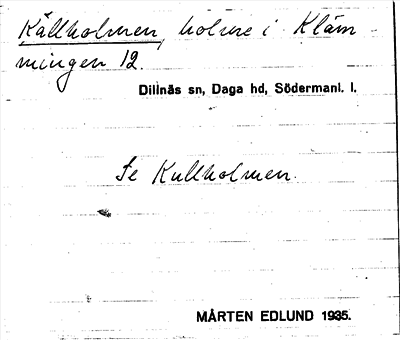 Källholmen, holme i Kläm-
mingen 12.
Dillnäs sn, Daga hd, Södermanl. l.
Se Kullholmen.
MÅRTEN EDLUND 1935.